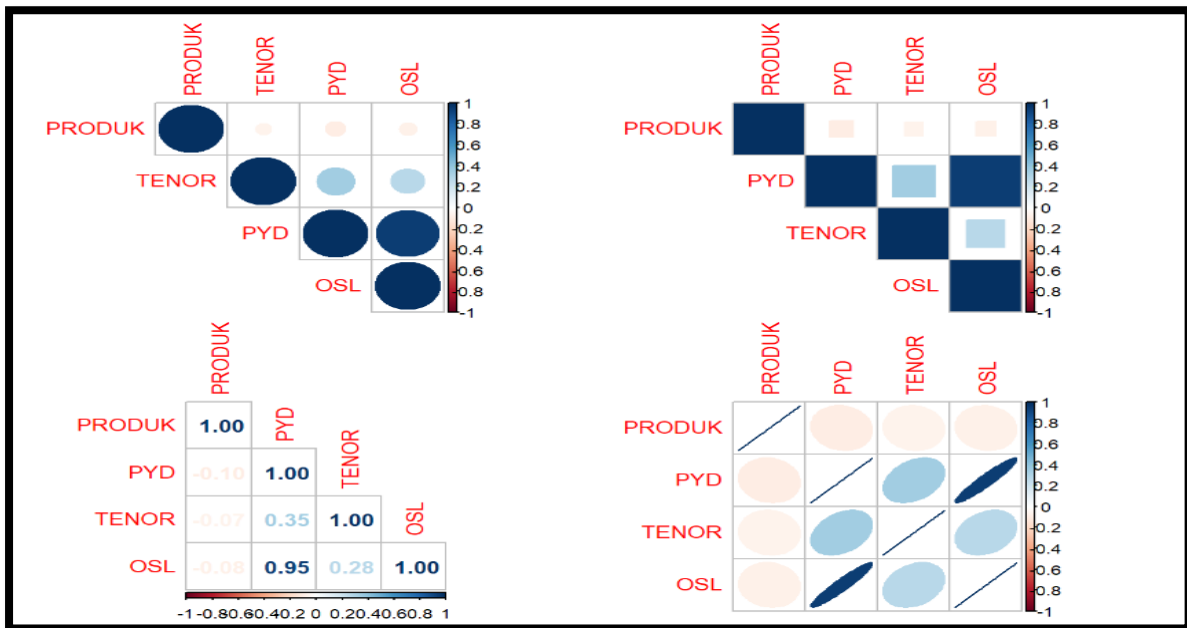 PRODUK TENOR PYD OSL
PRODUK
TENOR
PYD
OSL
1
0.8
0.6
0.4
0.2
0
-0.2
-0.4
-0.6
-0.8
-1
PRODUK PYD TENOR OSL
PRODUK
PYD
TENOR
OSL
1
0.8
0.6
0.4
0.2
0
-0.2
-0.4
-0.6
-0.8
-1
PRODUK
PRODUK 1.00 PYD
PYD -0.10 1.00 TENOR
TENOR -0.07 0.35 1.00 OSL
OSL -0.08 0.95 0.28 1.00
-1 -0.8 -0.6 -0.4 -0.2 0 0.2 0.4 0.6 0.8 1
PRODUK PYD TENOR OSL
PRODUK
PYD
TENOR
OSL
1
0.8
0.6
0.4
0.2
0
-0.2
-0.4
-0.6
-0.8
-1